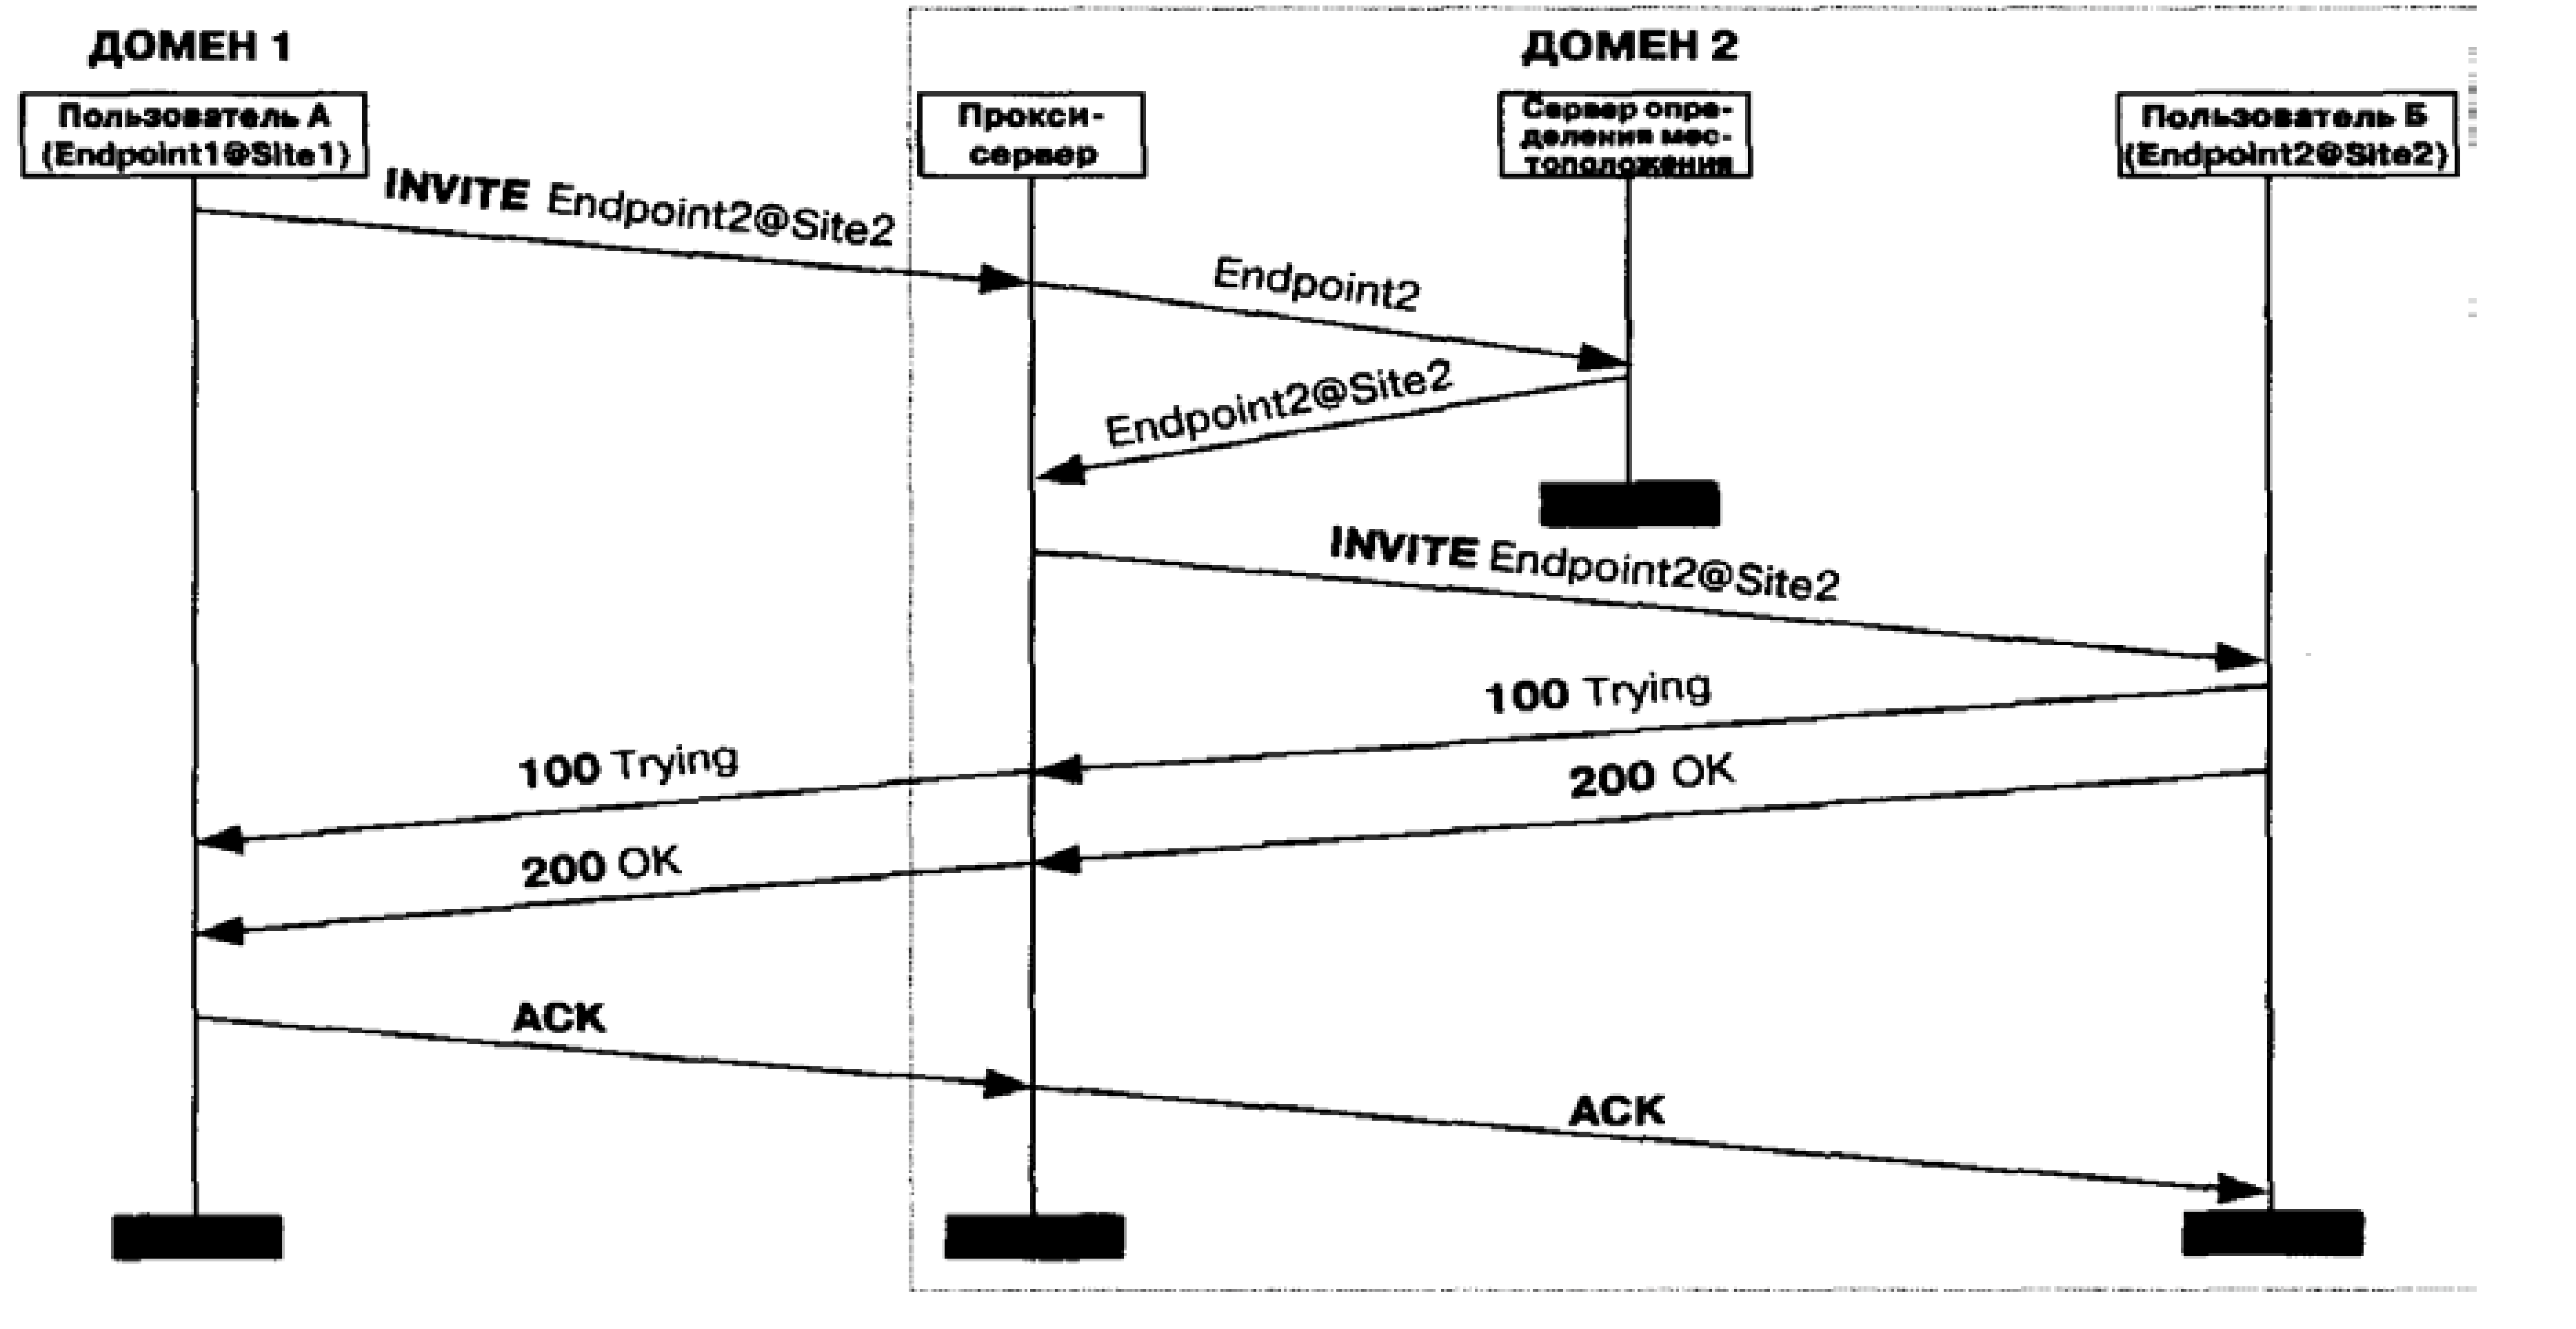 ДОМЕН 1
ДОМЕН 2
Пользователь А
(Endpoint1@Site1)
Прокси-
сервер
Сервер опре-
деления мес-
тоположения
Пользователь Б
(Endpoint2@Site2)
INVITE Endpoint2@Site2
Endpoint2
Endpoint2@Site2
INVITE Endpoint2@Site2
100 Trying
100 Trying
200 OK
200 OK
ACK
ACK